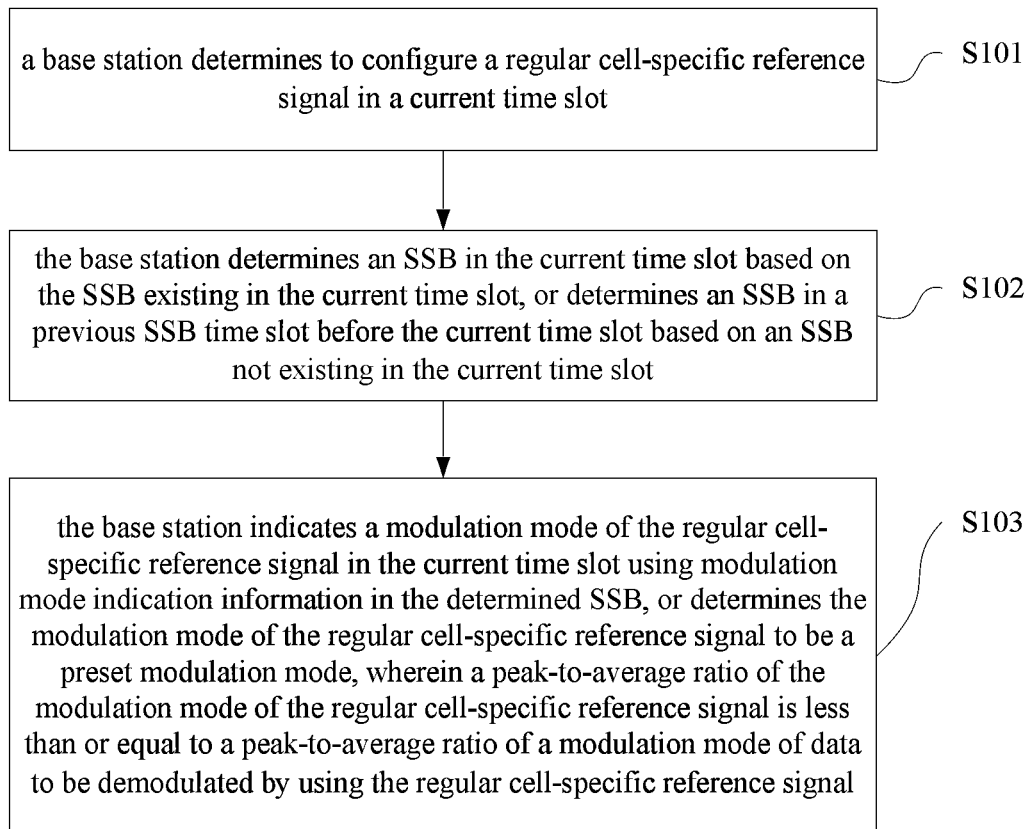 a base station determines to configure a regular cell-specific reference
signal in a current time slot
S101
the base station determines an SSB in the current time slot based on
the SSB existing in the current time slot, or determines an SSB in a
previous SSB time slot before the current time slot based on an SSB
not existing in the current time slot
S102
the base station indicates a modulation mode of the regular cell-
specific reference signal in the current time slot using modulation
mode indication information in the determined SSB, or determines the
modulation mode of the regular cell-specific reference signal to be a
preset modulation mode, wherein a peak-to-average ratio of the
modulation mode of the regular cell-specific reference signal is less
than or equal to a peak-to-average ratio of a modulation mode of data
to be demodulated by using the regular cell-specific reference signal
S103